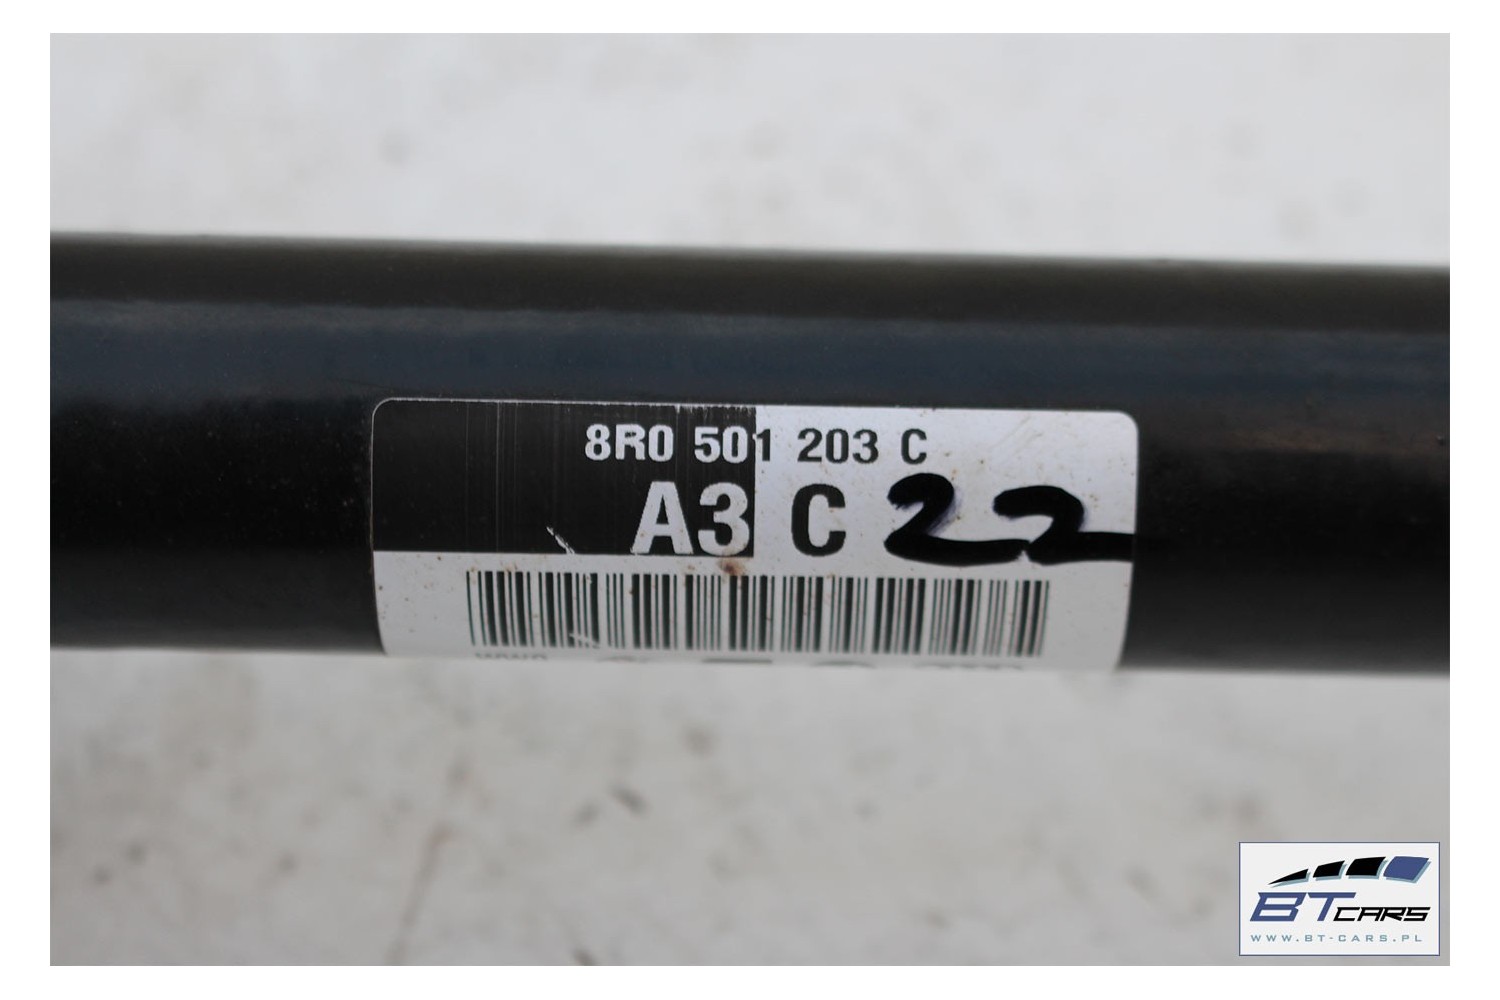 8R0 501 203 C
A3 C 22
BT CARS
WWW.BT-CARS.PL